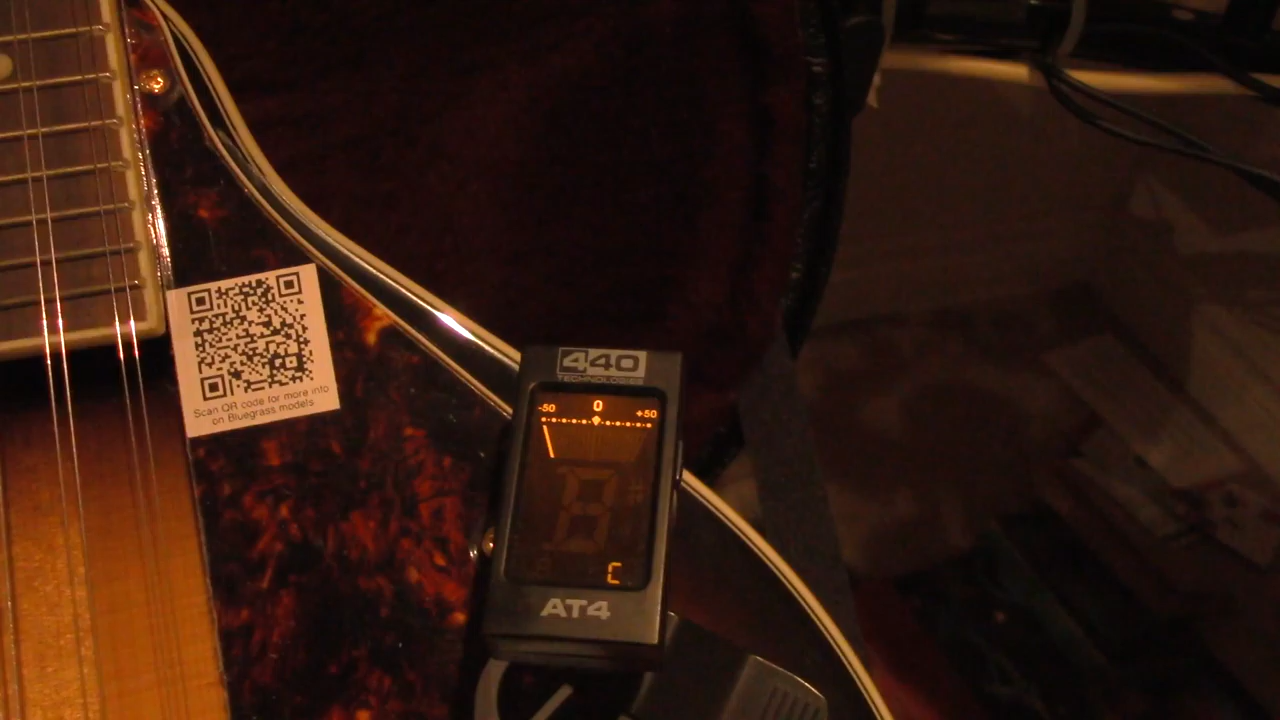 Scan QR code for more info
on Bluegrass models
440
TECHNOLOGIES
-50 0 +50
C
AT4